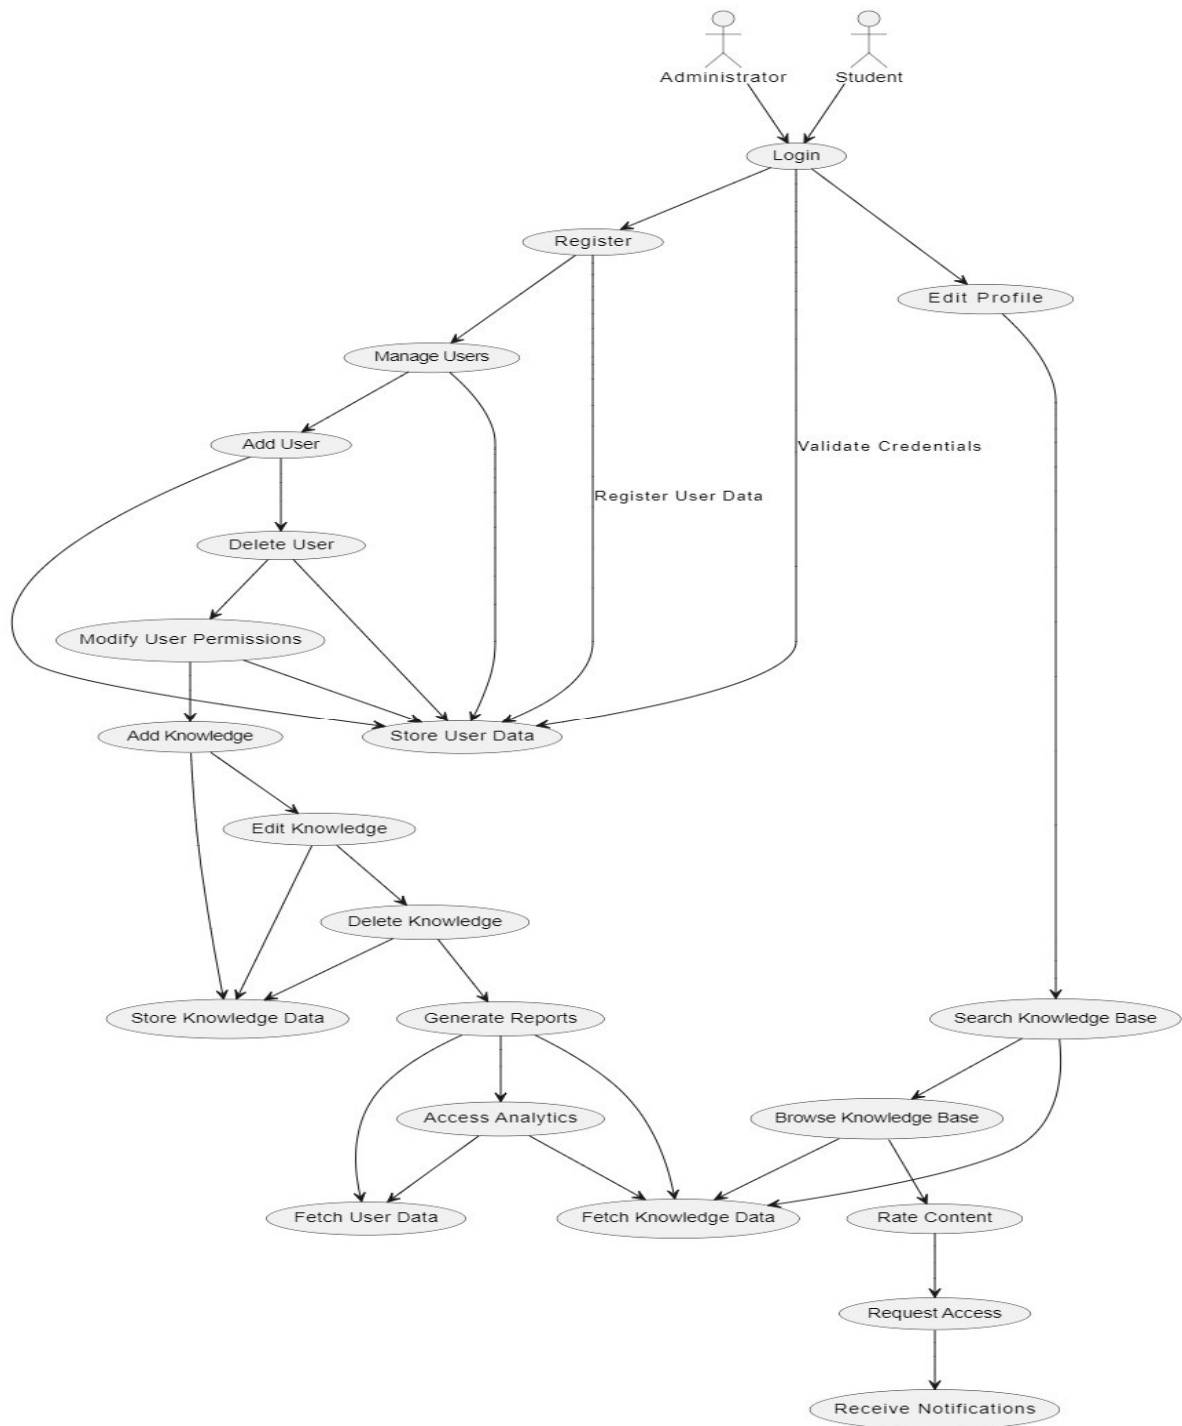 Administrator
Student
Login
Register
Edit Profile
Manage Users
Add User
Validate Credentials
Register User Data
Delete User
Modify User Permissions
Add Knowledge
Store User Data
Edit Knowledge
Delete Knowledge
Store Knowledge Data
Generate Reports
Search Knowledge Base
Access Analytics
Browse Knowledge Base
Fetch User Data
Fetch Knowledge Data
Rate Content
Request Access
Receive Notifications